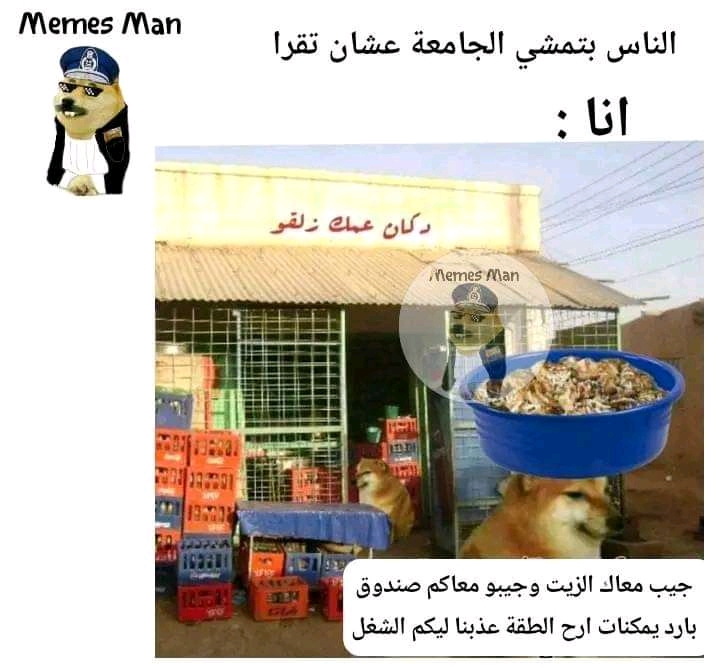 Memes Man
الناس بتمشي الجامعة عشان تقرا
انا :
دكان عمك زلقو
Memes Man
جيب معاك الزيت وجيبو معاكم صندوق
بارد يمكنات ارح الطقة عذبنا ليكم الشغل